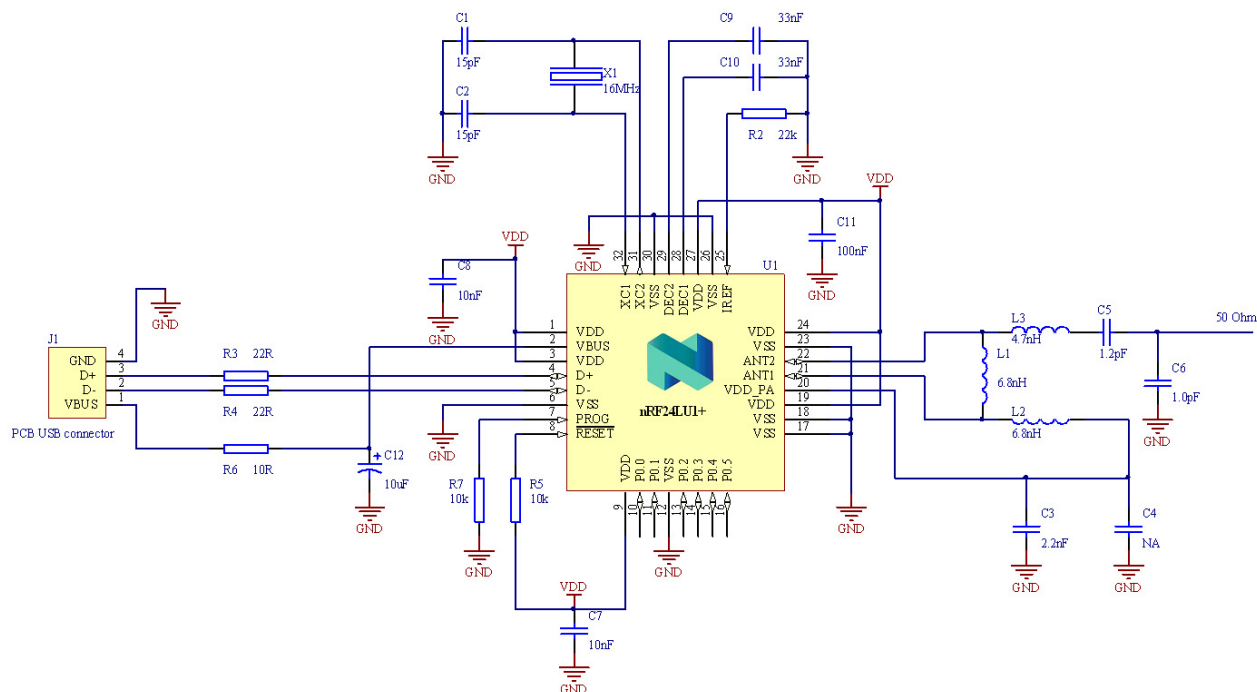 C1
15pF
C2
15pF
GND
X1
16MHz
C9 33nF
C10 33nF
R2 22k
GND
VDD
C11
100nF
GND
GND
VDD
C8
10nF
GND
32 31 30 29 28 27 26 25
XC1 XC2 VSS DEC2 DEC1 VDD VSS IREF
U1
1 VDD
2 VBUS
3 VDD
4 D+
5 D-
6 VSS
7 PROG
8 RESET
nRF24LU1+
VDD 24
VSS 23
ANT2 22
ANT1 21
VDD_PA 20
VDD 19
VSS 18
VSS 17
VDD P0.0 P0.1 VSS P0.2 P0.3 P0.4 P0.5
9 10 11 12 13 14 15 16
GND
J1
GND 4
D+ 3
D- 2
VBUS 1
PCB USB connector
GND
R3 22R
R4 22R
R6 10R
C12
+
10uF
GND
GND
R7
10k
GND
R5
10k
VDD
C7
10nF
GND
GND
L3
4.7nH
C5
1.2pF
50 Ohm
L1
6.8nH
C6
1.0pF
GND
L2
6.8nH
C3
2.2nF
GND
C4
NA
GND